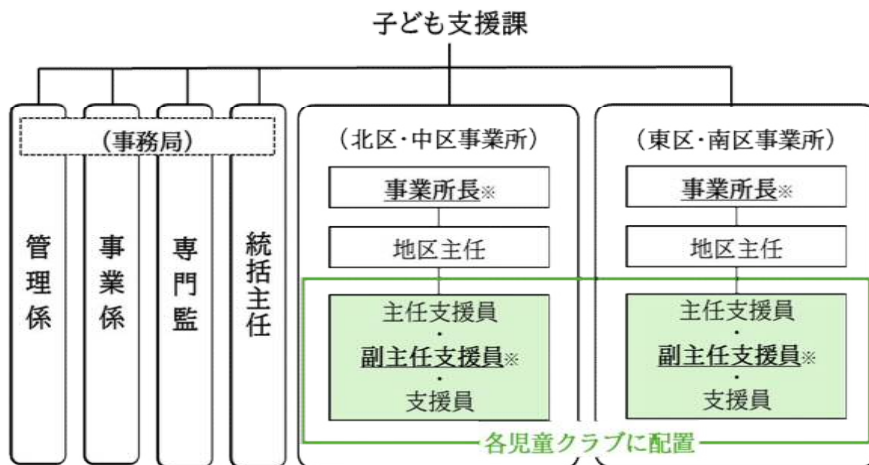 子ども支援課
(事務局)
管理係
事業係
専門監
統括主任
(北区・中区事業所)
事業所長※
地区主任
主任支援員
・
副主任支援員※
・
支援員
(東区・南区事業所)
事業所長※
地区主任
主任支援員
・
副主任支援員※
・
支援員
各児童クラブに配置